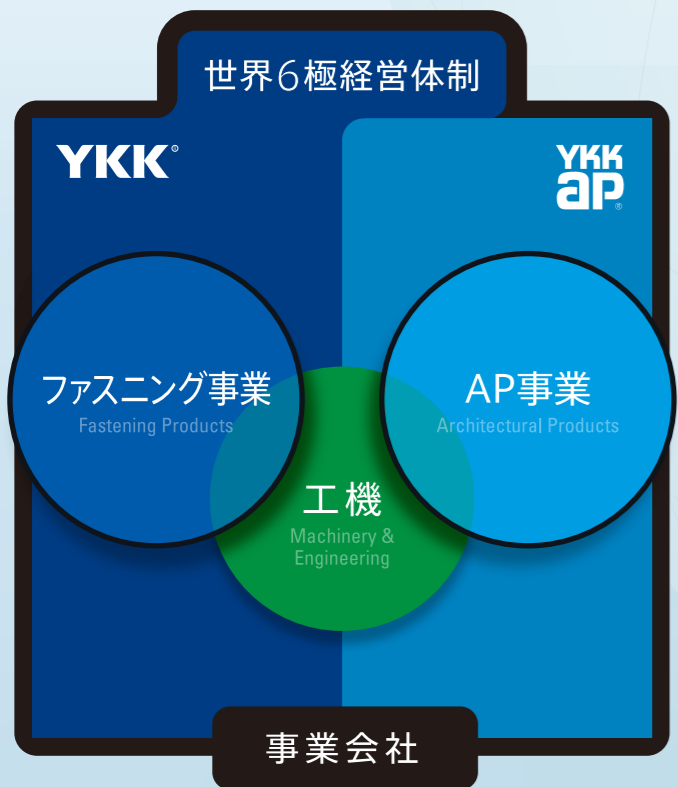 世界6極経営体制
YKK®
YKK
ap®
ファスニング事業
Fastening Products
AP事業
Architectural Products
工機
Machinery &
Engineering
事業会社